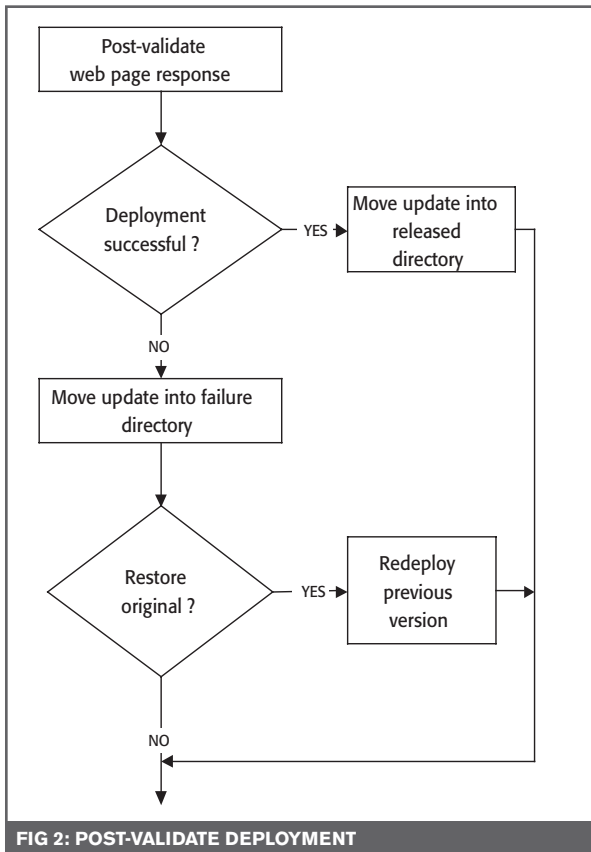 Post-validate
web page response
Deployment
successful ?
YES
Move update into
released
directory
NO
Move update into failure
directory
Restore
original ?
YES
Redeploy
previous
version
NO
FIG 2: POST-VALIDATE DEPLOYMENT